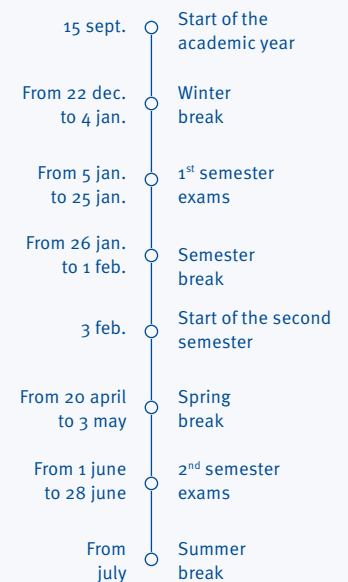 15 sept.
Start of the
academic year
From 22 dec.
to 4 jan.
Winter
break
From 5 jan.
to 25 jan.
1st semester
exams
From 26 jan.
to 1 feb.
Semester
break
3 feb.
Start of the second
semester
From 20 april
to 3 may
Spring
break
From 1 june
to 28 june
2nd semester
exams
From
july
Summer
break